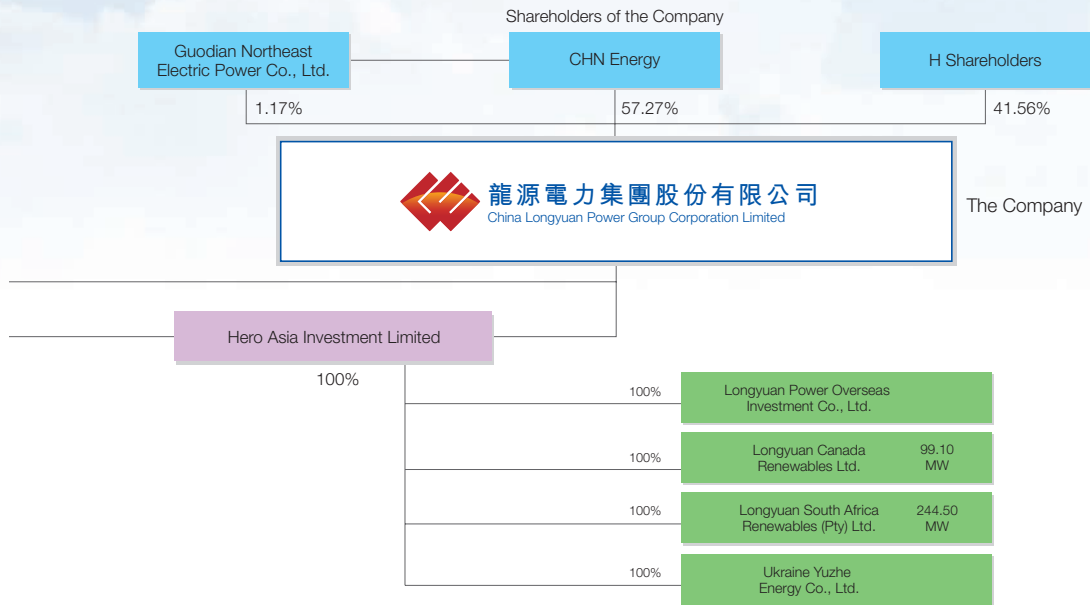 Shareholders of the Company
Guodian Northeast
Electric Power Co., Ltd.
CHN Energy
H Shareholders
1.17%
57.27%
41.56%
龍源電力集團股份有限公司
China Longyuan Power Group Corporation Limited
The Company
Hero Asia Investment Limited
100%
100%
Longyuan Power Overseas
Investment Co., Ltd.
100%
Longyuan Canada
Renewables Ltd.
99.10
MW
100%
Longyuan South Africa
Renewables (Pty) Ltd.
244.50
MW
100%
Ukraine Yuzhe
Energy Co., Ltd.